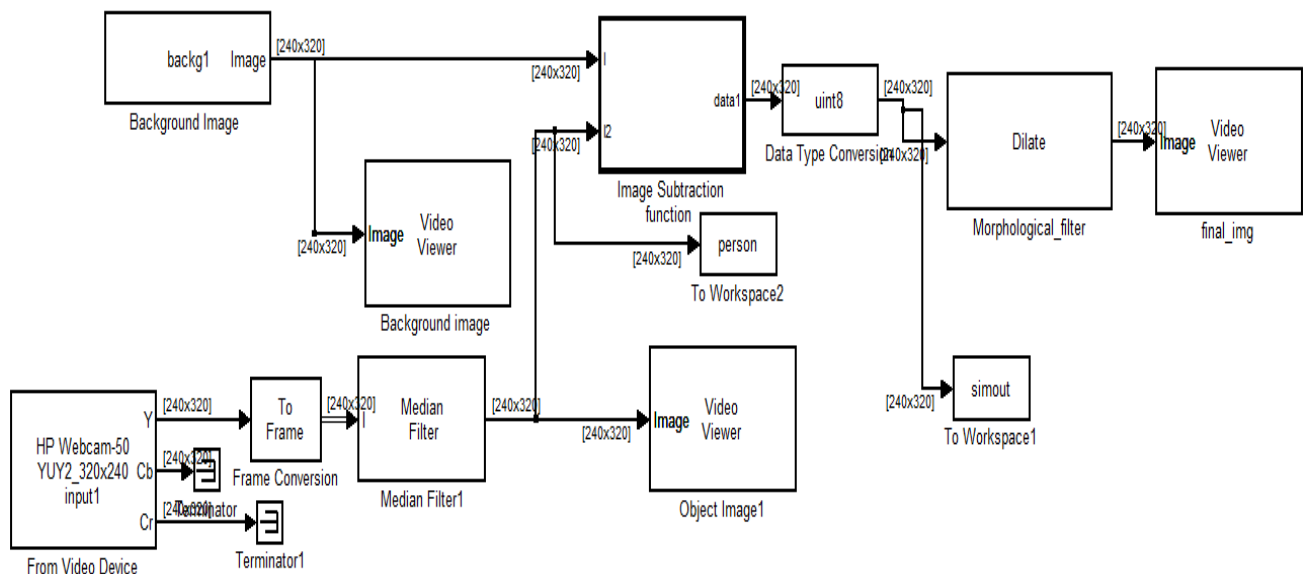 backg1
Image
[240x320]
Background Image
[240x320]
I
I2
[240x320]
data1
Image Subtraction
function
[240x320]
uint8
Data Type Conversion
[240x320]
[240x320]
Dilate
Morphological_filter
[240x320]
Image
Video
Viewer
final_img
[240x320]
Image
Video
Viewer
Background image
[240x320]
person
To Workspace2
HP Webcam-50
YUY2_320x240
input1
Y
Cb
Cr
From Video Device
[240x320]
To
Frame
Frame Conversion
[240x320]
Terminator
[240x320]
Terminator1
[240x320]
I
Median
Filter
Median Filter1
[240x320]
[240x320]
Image
Video
Viewer
Object Image1
[240x320]
simout
To Workspace1